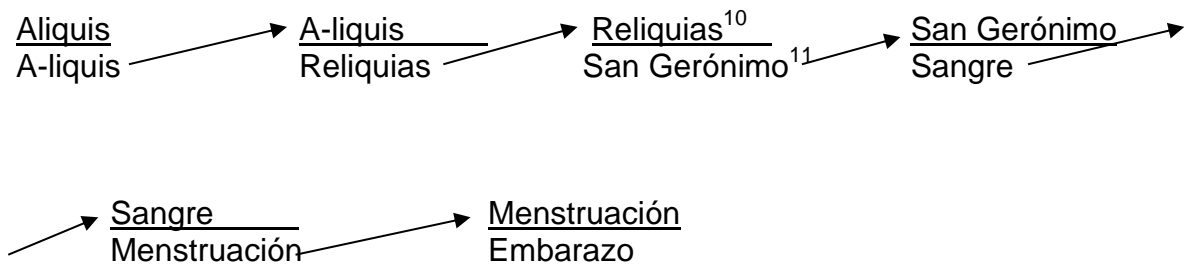 Aliquis A-liquis Reliquias10 San Gerónimo
A-liquis Reliquias San Gerónimo11 Sangre
Sangre Menstruación
Menstruación Embarazo